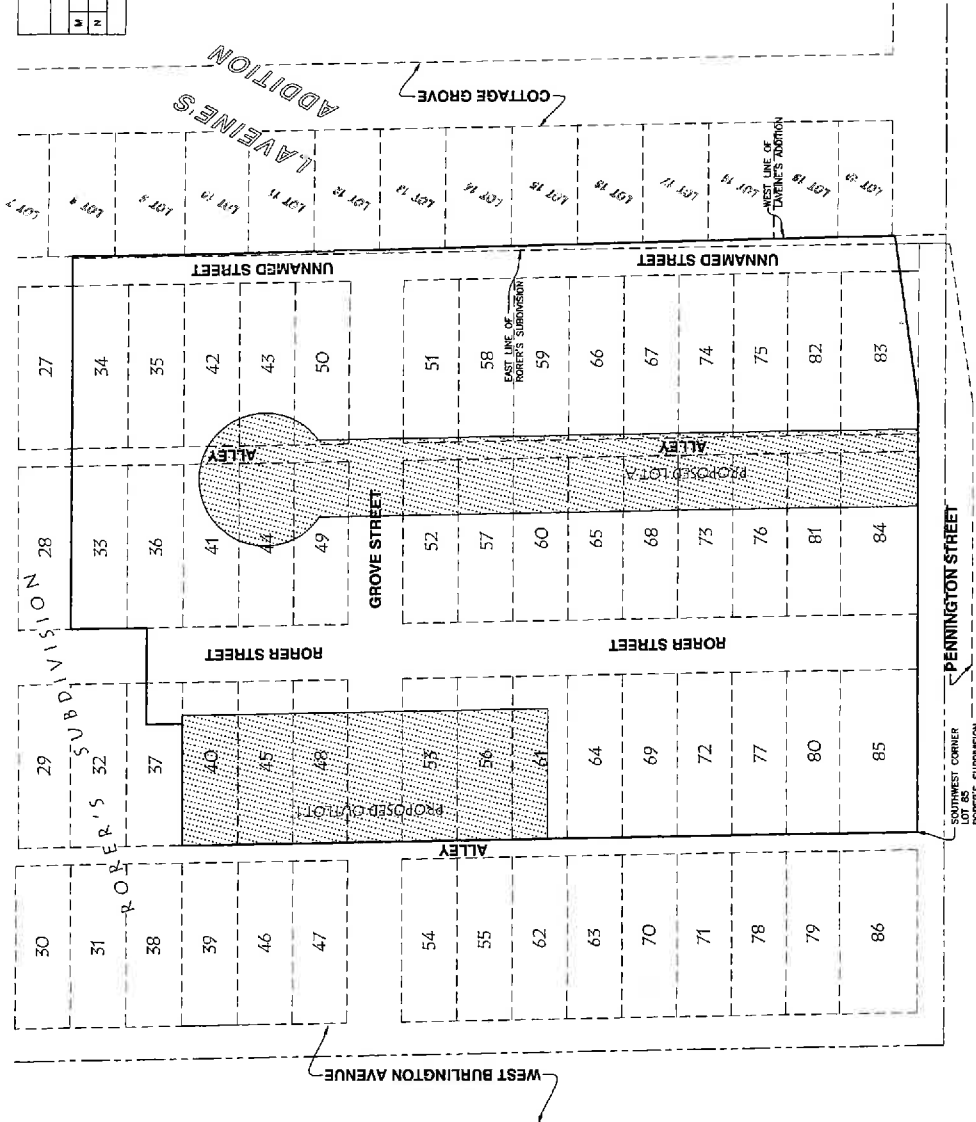 M
N
LAVEINE'S
ADDITION
COTTAGE GROVE
LOT 7
LOT 8
LOT 9
LOT 10
LOT 11
LOT 12
LOT 13
LOT 14
LOT 15
LOT 16
LOT 17
LOT 18
LOT 19
LOT 20
WEST LINE OF
LAVEINE'S ADDITION
UNNAMED STREET
UNNAMED STREET
EAST LINE OF
RORER'S SUBDIVISION
27
34
35
42
43
50
51
58
59
66
67
74
75
82
83
ALLEY
ALLEY
PROPOSED LOT A
28
33
36
41
44
49
GROVE STREET
52
57
60
65
68
73
76
81
84
RORER STREET
RORER STREET
RORER'S SUBDIVISION
29
32
37
40
45
48
53
56
61
64
69
72
77
80
85
PROPOSED OUTLOT 1
ALLEY
30
31
38
39
46
47
54
55
62
63
70
71
78
79
86
WEST BURLINGTON AVENUE
PENNINGTON STREET
SOUTHWEST CORNER
LOT 85
RORER'S SUBDIVISION